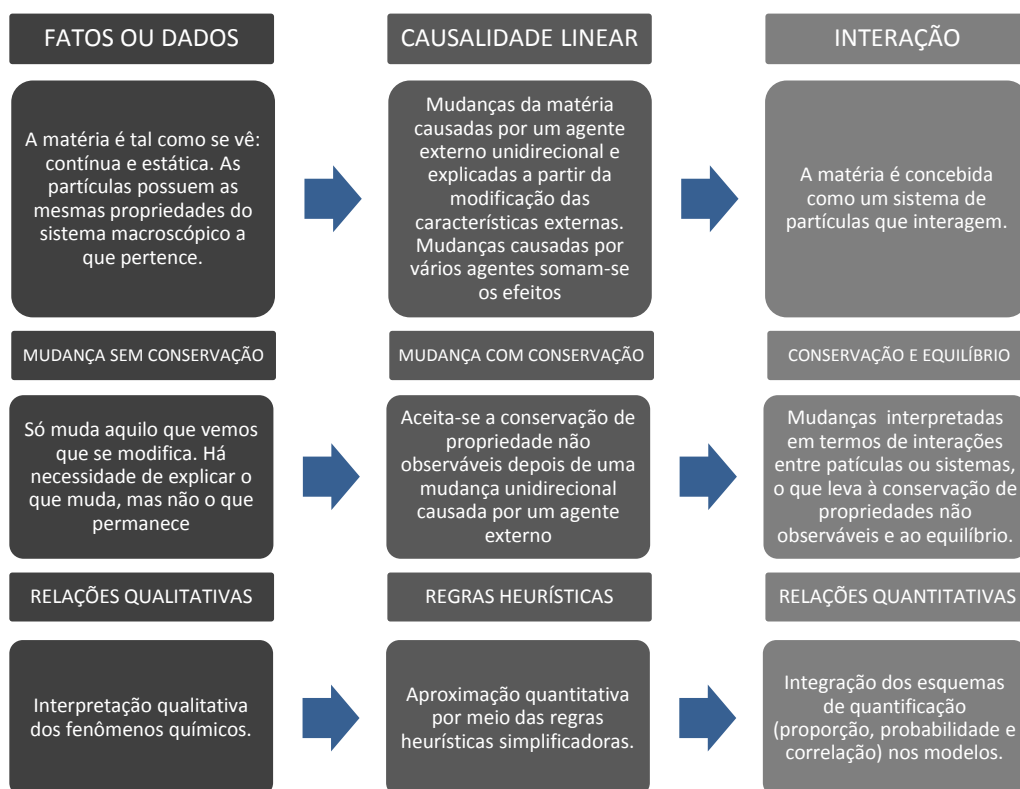 FATOS OU DADOS
CAUSALIDADE LINEAR
INTERAÇÃO
A matéria é tal como se vê:
contínua e estática. As
partículas possuem as
mesmas propriedades do
sistema macroscópico a
que pertence.
Mudanças da matéria
causadas por um agente
externo unidirecional e
explicadas a partir da
modificação das
características externas.
Mudanças causadas por
vários agentes somam-se
os efeitos
A matéria é concebida
como um sistema de
partículas que interagem.
MUDANÇA SEM CONSERVAÇÃO
MUDANÇA COM CONSERVAÇÃO
CONSERVAÇÃO E EQUILÍBRIO
Só muda aquilo que vemos
que se modifica. Há
necessidade de explicar o
que muda, mas não o que
permanece
Aceita-se a conservação de
propriedade não
observáveis depois de uma
mudança unidirecional
causada por um agente
externo
Mudanças interpretadas
em termos de interações
entre patículas ou sistemas,
o que leva à conservação de
propriedades não
observáveis e ao equilíbrio.
RELAÇÕES QUALITATIVAS
REGRAS HEURÍSTICAS
RELAÇÕES QUANTITATIVAS
Interpretação qualitativa
dos fenômenos químicos.
Aproximação quantitativa
por meio das regras
heurísticas simplificadoras.
Integração dos esquemas
de quantificação
(proporção, probabilidade e
correlação) nos modelos.